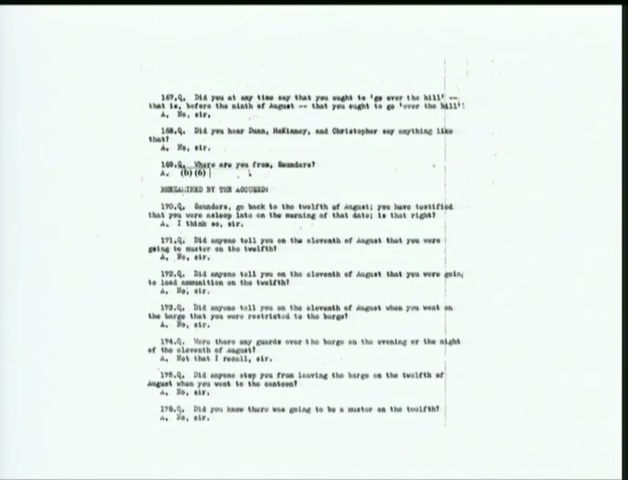 167.Q. Did you at any time say that you ought to 'go over the hill' --
that is, before the ninth of August -- that you ought to go 'over the hill'?
A. No, sir.
168.Q. Did you hear Dunn, McKinney, and Christopher say anything like
that?
A. No, sir.
169.Q. Where are you from, Saunders?
A. (b) (6)
REEXAMINED BY THE ACCUSED:
170.Q. Saunders, go back to the twelfth of August; you have testified
that you were asleep late on the morning of that date; is that right?
A. I think so, sir.
171.Q. Did anyone tell you on the eleventh of August that you were
going to muster on the twelfth?
A. No, sir.
172.Q. Did anyone tell you on the eleventh of August that you were going
to load ammunition on the twelfth?
A. No, sir.
173.Q. Did anyone tell you on the eleventh of August when you went on
the barge that you were restricted to the barge?
A. No, sir.
174.Q. Were there any guards over the barge on the evening or the night
of the eleventh of August?
A. Not that I recall, sir.
175.Q. Did anyone stop you from leaving the barge on the twelfth of
August when you went to the canteen?
A. No, sir.
176.Q. Did you know there was going to be a muster on the twelfth?
A. No, sir.